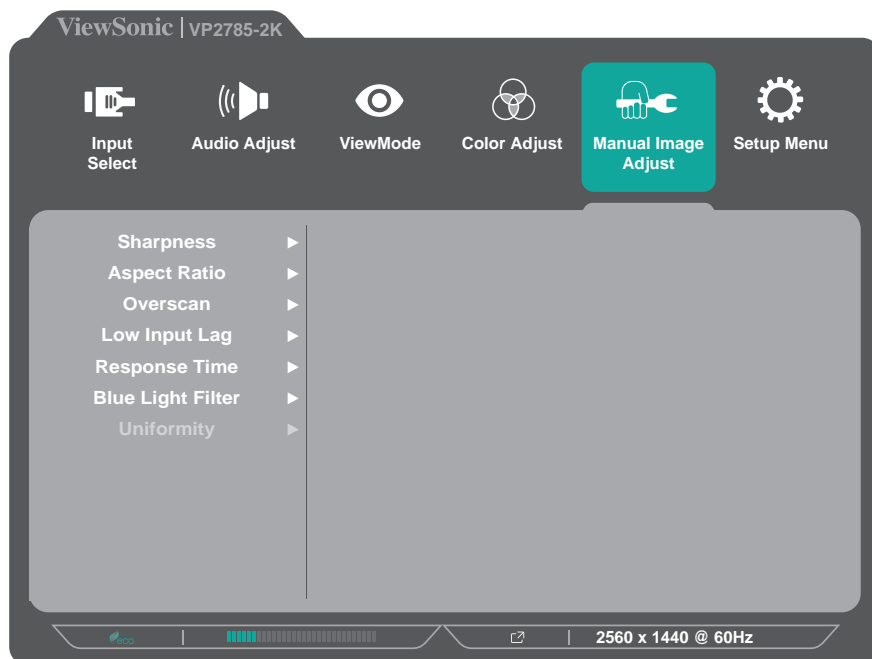 ViewSonic | VP2785-2K
Input Select
Audio Adjust
ViewMode
Color Adjust
Manual Image Adjust
Setup Menu
Sharpness
Aspect Ratio
Overscan
Low Input Lag
Response Time
Blue Light Filter
Uniformity
eco
2560 x 1440 @ 60Hz